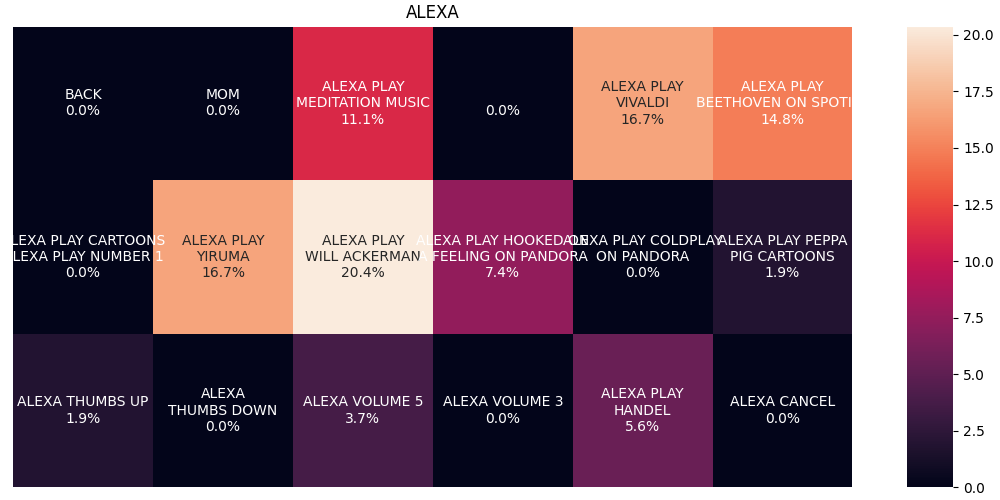 ALEXA
BACK
0.0%
MOM
0.0%
ALEXA PLAY
MEDITATION MUSIC
11.1%
0.0%
ALEXA PLAY
VIVALDI
16.7%
ALEXA PLAY
BEETHOVEN ON SPOTI
14.8%
LEXA PLAY CARTOONS
LEXA PLAY NUMBER 1
0.0%
ALEXA PLAY
YIRUMA
16.7%
ALEXA PLAY
WILL ACKERMAN
20.4%
ALEXA PLAY HOOKED ON
A FEELING ON PANDORA
7.4%
ALEXA PLAY COLDPLAY
ON PANDORA
0.0%
ALEXA PLAY PEPPA
PIG CARTOONS
1.9%
ALEXA THUMBS UP
1.9%
ALEXA
THUMBS DOWN
0.0%
ALEXA VOLUME 5
3.7%
ALEXA VOLUME 3
0.0%
ALEXA PLAY
HANDEL
5.6%
ALEXA CANCEL
0.0%
20.0
17.5
15.0
12.5
10.0
7.5
5.0
2.5
0.0